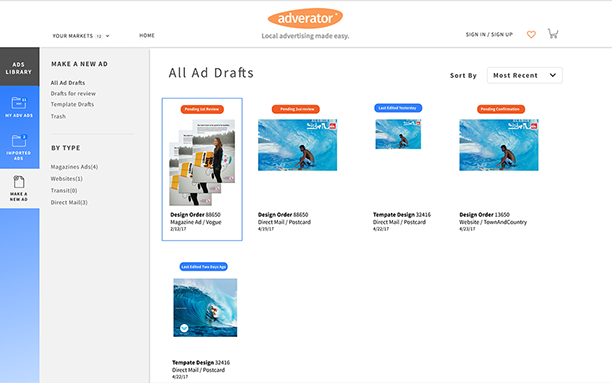 adverator
Local advertising made easy.
YOUR MARKETS 12
HOME
SIGN IN / SIGN UP
ADS
LIBRARY
MY ADV ADS
IMPORTED
ADS
MAKE A
NEW AD
MAKE A NEW AD
All Ad Drafts
Drafts for review
Template Drafts
Trash
BY TYPE
Magazines Ads(4)
Websites(1)
Transit(0)
Direct Mail(3)
All Ad Drafts
Sort By
Most Recent
Pending 1st Review
Design Order 88650
Magazine Ad / Vogue
2/12/17
Pending 2nd review
Design Order 88650
Direct Mail / Postcard
4/19/17
Last Edited Yesterday
Tempate Design 32416
Direct Mail / Postcard
4/22/17
Pending Confirmation
Design Order 13650
Website / TownAndCountry
4/23/17
Last Edited Two Days Ago
Tempate Design 32416
Direct Mail / Postcard
4/22/17